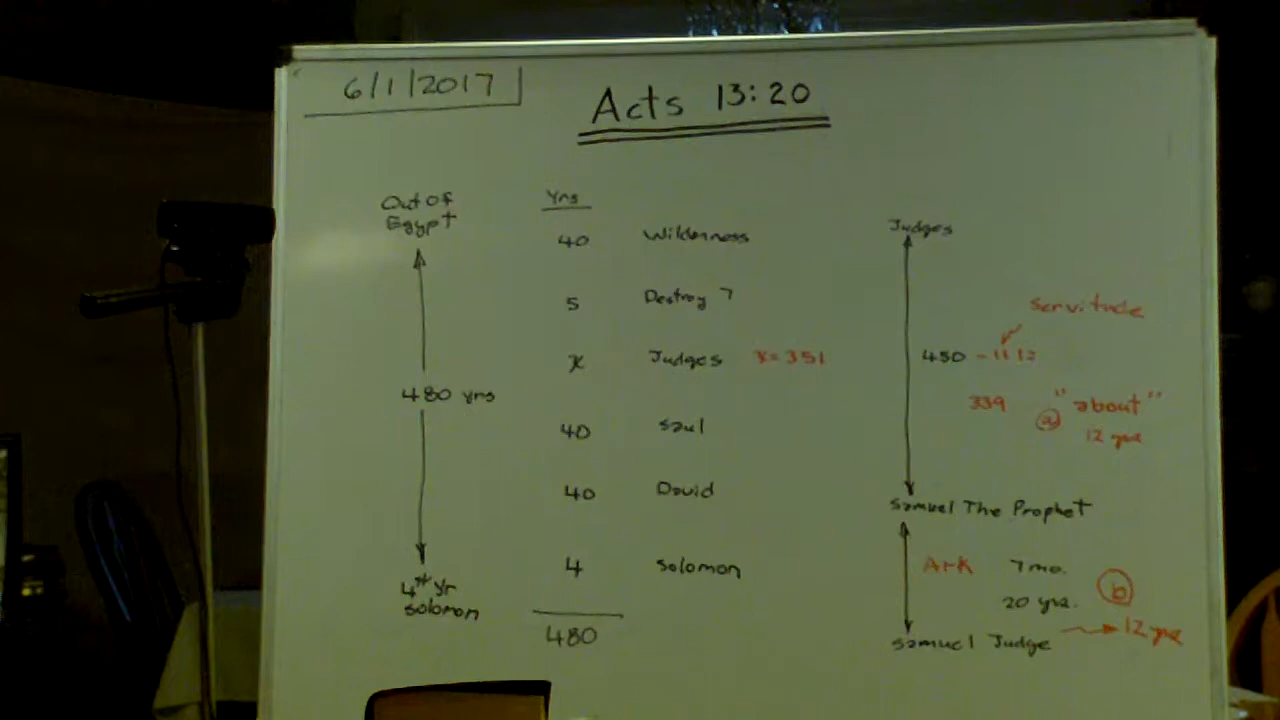 6/1/2017
Acts 13:20
Out Of
Egypt
480 yrs
4th yr
solomon
Yrs
40 Wilderness
5 Destroy 7
x Judges x=351
40 Saul
40 David
4 solomon
480
Judges
servitude
450 - 111
339 a "about"
12 yrs
Samuel The Prophet
Ark 7 mo.
20 yrs. b
Samuel Judge → 12 yrs